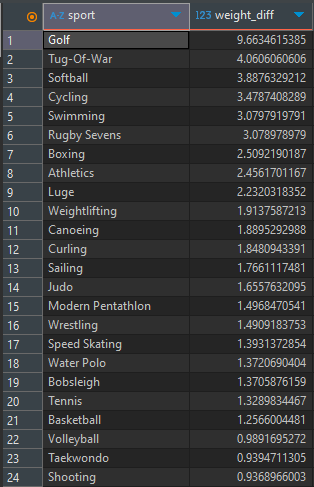 A-Z sport 123 weight_diff
1 Golf 9.6634615385
2 Tug-Of-War 4.0606060606
3 Softball 3.8876329212
4 Cycling 3.4787408289
5 Swimming 3.0797919791
6 Rugby Sevens 3.078978979
7 Boxing 2.5092190187
8 Athletics 2.4561701167
9 Luge 2.2320318352
10 Weightlifting 1.9137587213
11 Canoeing 1.8895292988
12 Curling 1.8480943391
13 Sailing 1.7661117481
14 Judo 1.6557632095
15 Modern Pentathlon 1.4968470541
16 Wrestling 1.4909183753
17 Speed Skating 1.3931372854
18 Water Polo 1.3720690404
19 Bobsleigh 1.3705876159
20 Tennis 1.3289834467
21 Basketball 1.2566004481
22 Volleyball 0.9891695272
23 Taekwondo 0.9394711305
24 Shooting 0.9368966003